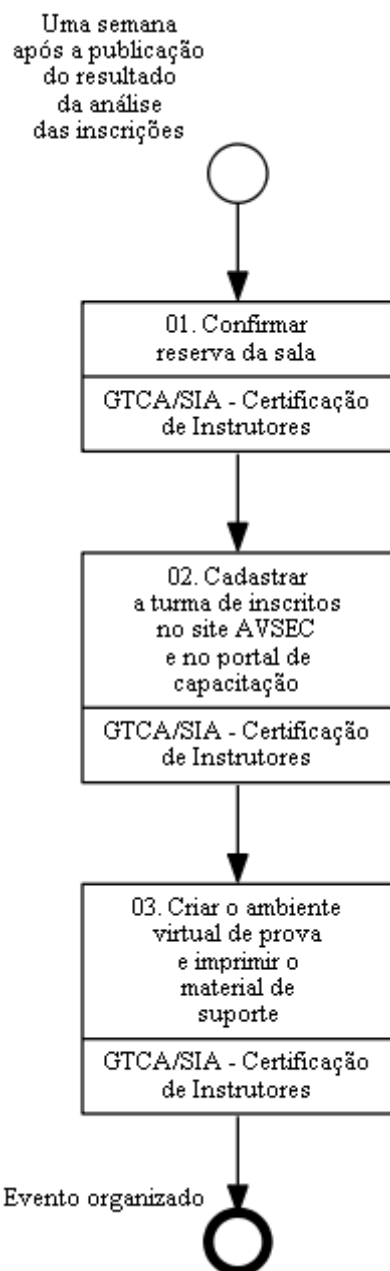 Uma semana
após a publicação
do resultado
da análise
das inscrições
01. Confirmar
reserva da sala
GTCA/SIA - Certificação
de Instrutores
02. Cadastrar
a turma de inscritos
no site AVSEC
e no portal de
capacitação
GTCA/SIA - Certificação
de Instrutores
03. Criar o ambiente
virtual de prova
e imprimir o
material de
suporte
GTCA/SIA - Certificação
de Instrutores
Evento organizado